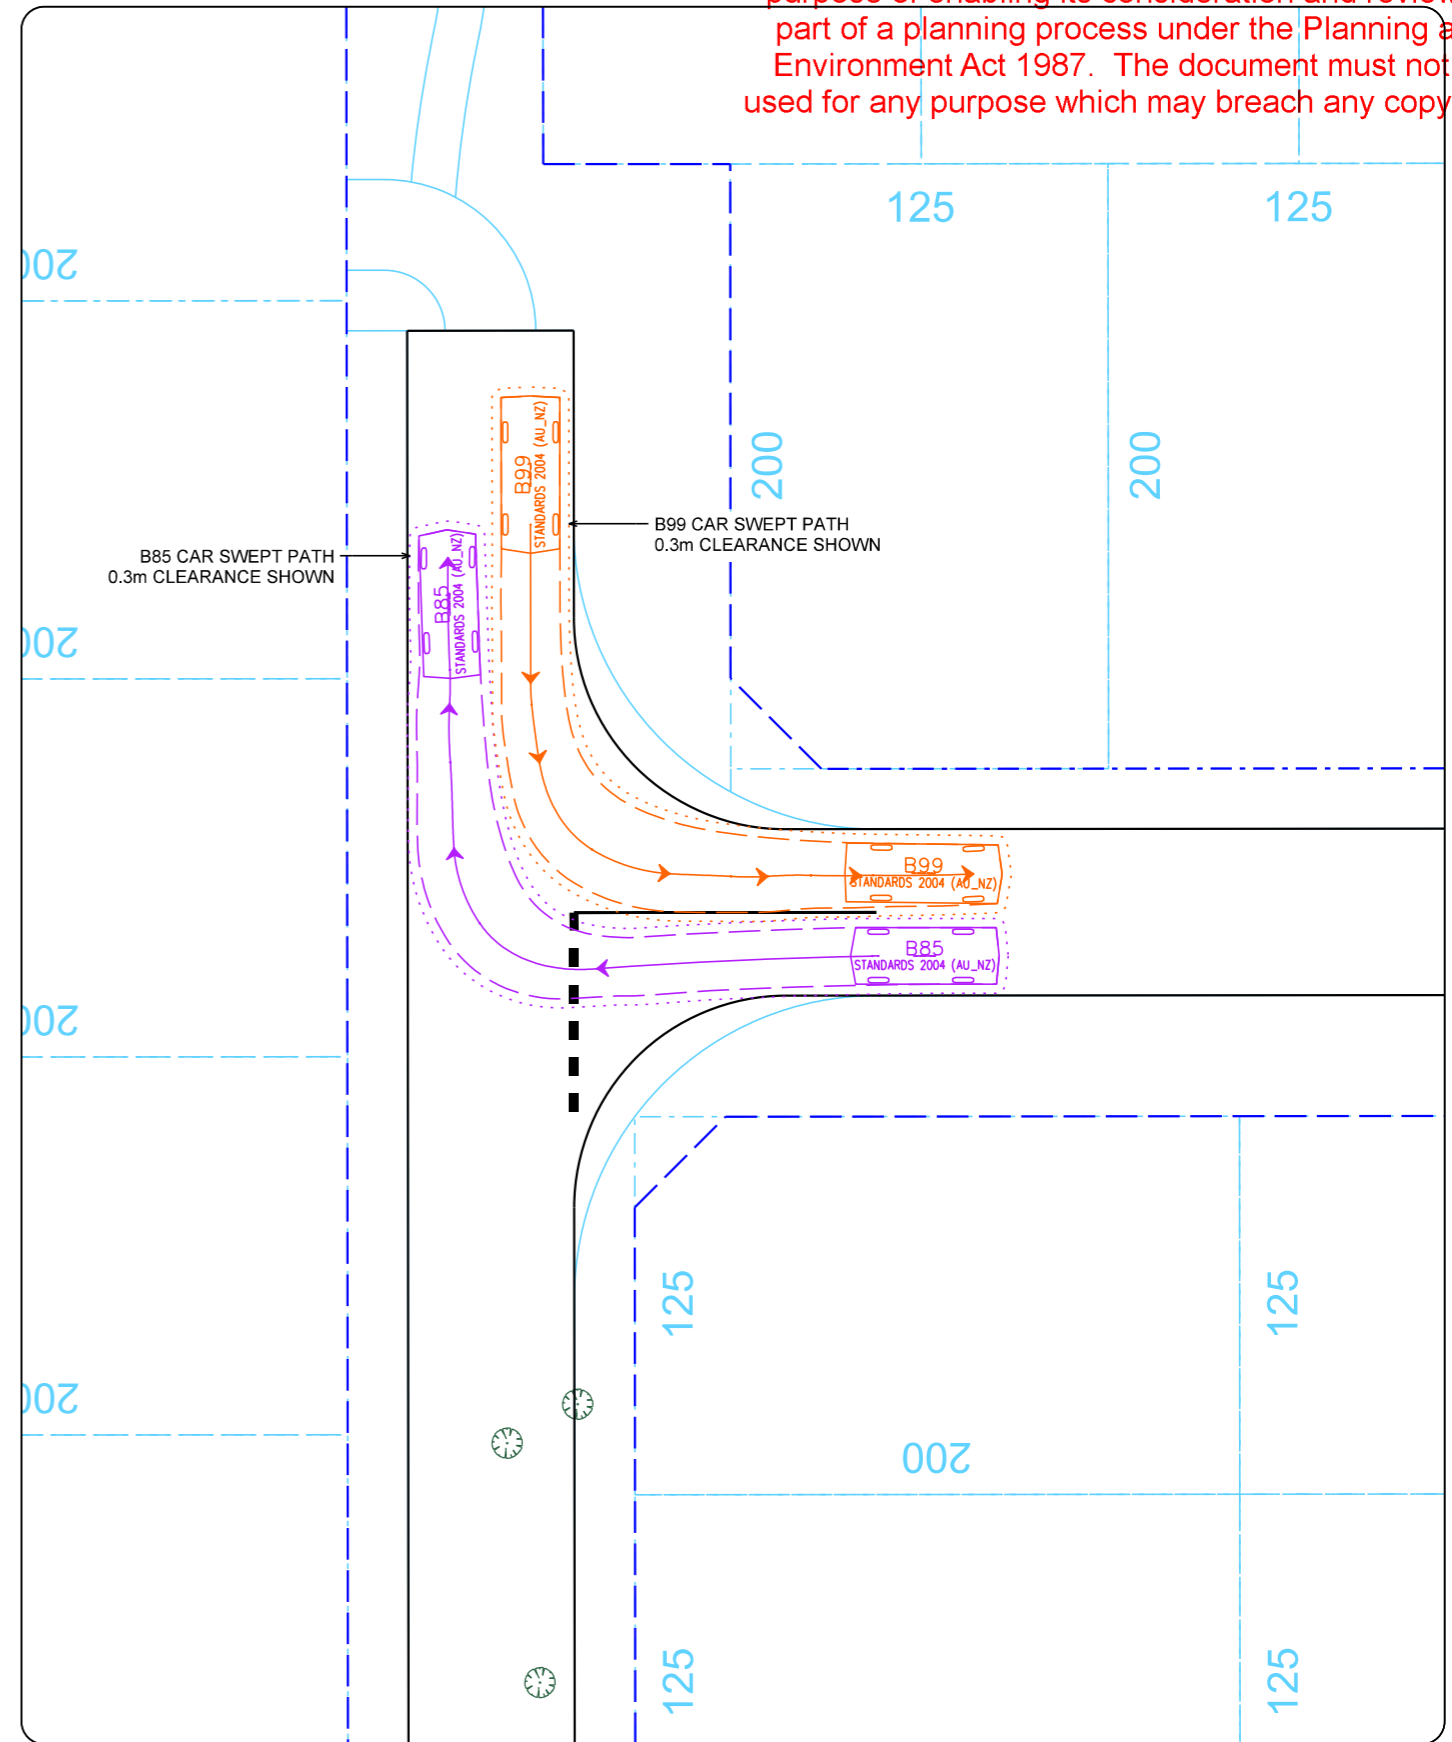 part of a planning process under the Planning
Environment Act 1987. The document must not
used for any purpose which may breach any
125
125
200
200
200
B99
STANDARDS 2004 (AU_NZ)
B99 CAR SWEPT PATH
0.3m CLEARANCE SHOWN
B85 CAR SWEPT PATH
0.3m CLEARANCE SHOWN
B85
STANDARDS 2004 (AU_NZ)
200
B99
STANDARDS 2004 (AU_NZ)
B85
STANDARDS 2004 (AU_NZ)
200
125
125
200
200
125
125